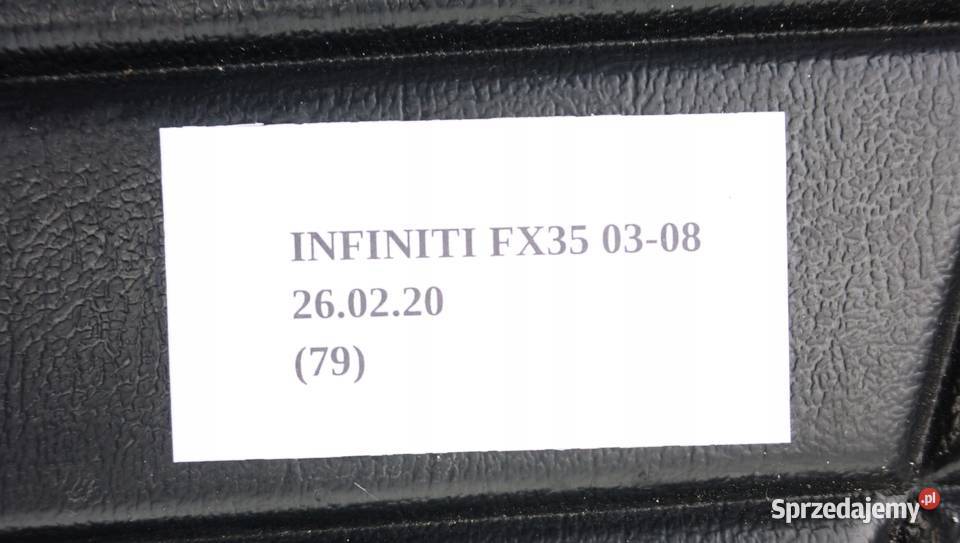 INFINITI FX35 03-08
26.02.20
(79)
Sprzedajemy.pl